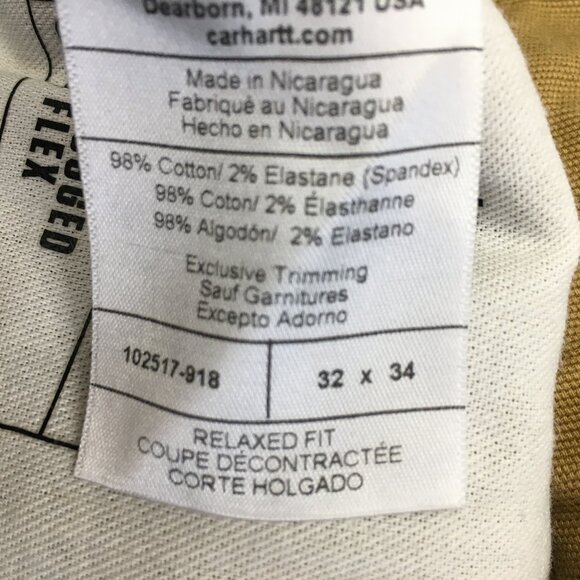 Dearborn, MI 48121 USA
carhartt.com
Made in Nicaragua
Fabriqué au Nicaragua
Hecho en Nicaragua
98% Cotton/ 2% Elastane (Spandex)
98% Coton/ 2% Élasthanne
98% Algodón/ 2% Elastano
Exclusive Trimming
Sauf Garnitures
Excepto Adorno
102517-918 32 x 34
RELAXED FIT
COUPE DÉCONTRACTÉE
CORTE HOLGADO
GGED
FLEX